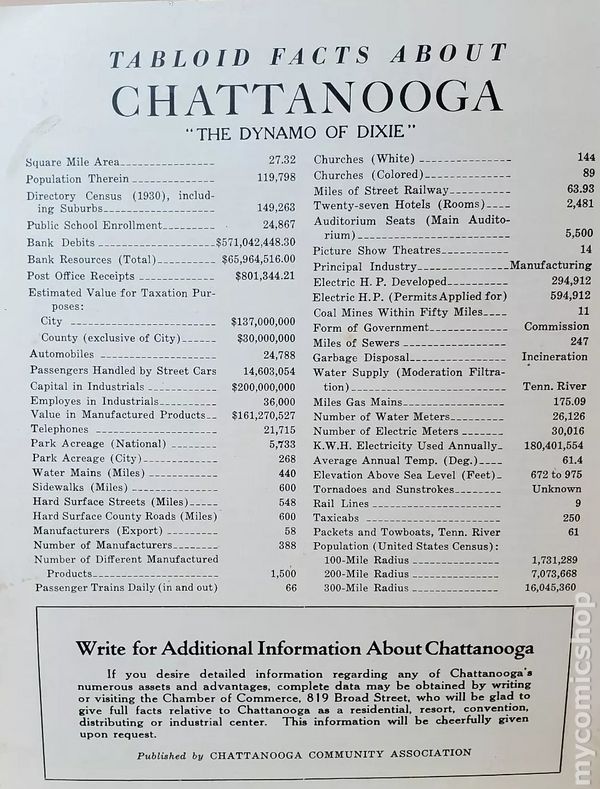 TABLOID FACTS ABOUT
CHATTANOOGA
"THE DYNAMO OF DIXIE"
Square Mile Area 27.32
Population Therein 119,798
Directory Census (1930), includ-
ing Suburbs 149,263
Public School Enrollment 24,867
Bank Debits $571,042,448.30
Bank Resources (Total) $65,964,516.00
Post Office Receipts $801,344.21
Estimated Value for Taxation Pur-
poses:
City $137,000,000
County (exclusive of City) $30,000,000
Automobiles 24,788
Passengers Handled by Street Cars 14,603,054
Capital in Industrials $200,000,000
Employes in Industrials 36,000
Value in Manufactured Products $161,270,527
Telephones 21,715
Park Acreage (National) 5,733
Park Acreage (City) 268
Water Mains (Miles) 440
Sidewalks (Miles) 600
Hard Surface Streets (Miles) 548
Hard Surface County Roads (Miles) 600
Manufacturers (Export) 58
Number of Manufacturers 388
Number of Different Manufactured
Products 1,500
Passenger Trains Daily (in and out) 66
Churches (White) 144
Churches (Colored) 89
Miles of Street Railway 63.93
Twenty-seven Hotels (Rooms) 2,481
Auditorium Seats (Main Audito-
rium) 5,500
Picture Show Theatres 14
Principal Industry Manufacturing
Electric H. P. Developed 294,912
Electric H.P. (Permits Applied for) 594,912
Coal Mines Within Fifty Miles 11
Form of Government Commission
Miles of Sewers 247
Garbage Disposal Incineration
Water Supply (Moderation Filtra-
tion) Tenn. River
Miles Gas Mains 175.09
Number of Water Meters 26,126
Number of Electric Meters 30,016
K.W.H. Electricity Used Annually 180,401,554
Average Annual Temp. (Deg.) 61.4
Elevation Above Sea Level (Feet) 672 to 975
Tornadoes and Sunstrokes Unknown
Rail Lines 9
Taxicabs 250
Packets and Towboats, Tenn. River 61
Population (United States Census):
100-Mile Radius 1,731,289
200-Mile Radius 7,073,668
300-Mile Radius 16,045,360
Write for Additional Information About Chattanooga
If you desire detailed information regarding any of Chattanooga's
numerous assets and advantages, complete data may be obtained by writing
or visiting the Chamber of Commerce, 819 Broad Street, who will be glad to
give full facts relative to Chattanooga as a residential, resort, convention,
distributing or industrial center. This information will be cheerfully given
upon request.
Published by CHATTANOOGA COMMUNITY ASSOCIATION
mycomicshop